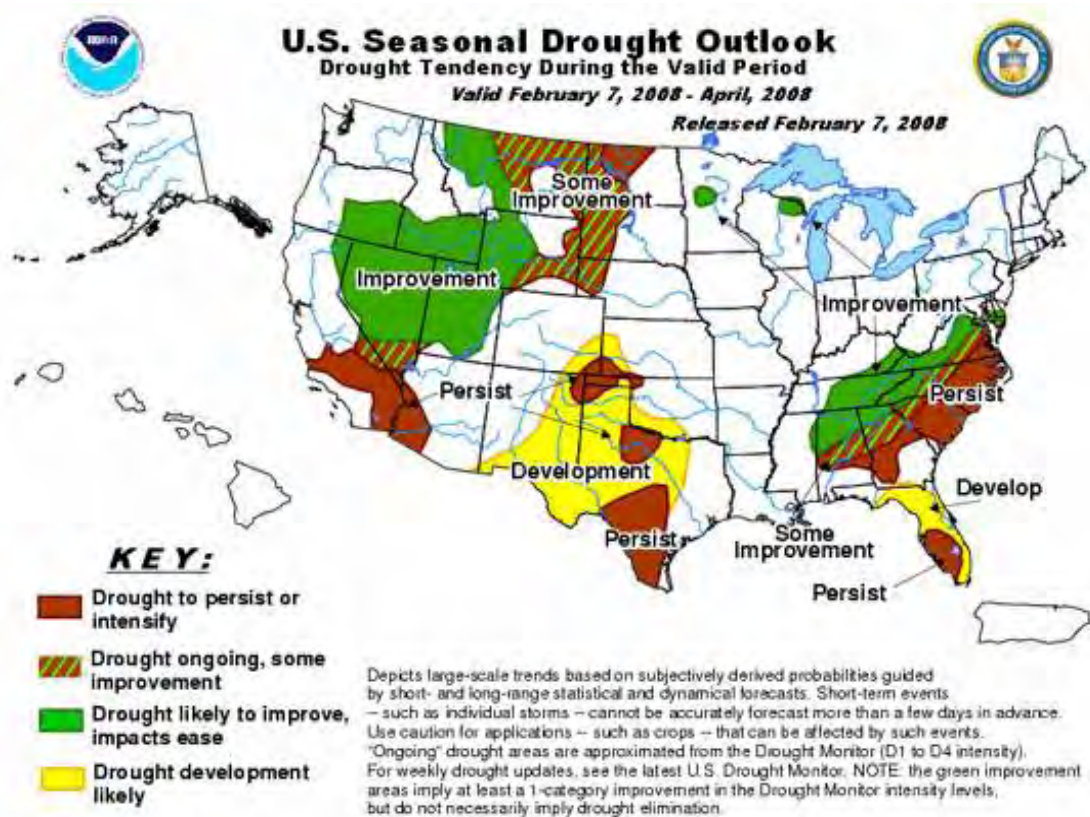 NOAA
U.S. Seasonal Drought Outlook
Drought Tendency During the Valid Period
Valid February 7, 2008 - April, 2008
Released February 7, 2008
Some
Improvement
Improvement
Improvement
Persist
Persist
Development
Develop
Persist
Some
Improvement
Persist
KEY:
Drought to persist or
intensify
Drought ongoing, some
improvement
Drought likely to improve,
impacts ease
Drought development
likely
Depicts large-scale trends based on subjectively derived probabilities guided
by short- and long-range statistical and dynamical forecasts. Short-term events
-- such as individual storms -- cannot be accurately forecast more than a few days in advance.
Use caution for applications -- such as crops -- that can be affected by such events.
"Ongoing" drought areas are approximated from the Drought Monitor (D1 to D4 intensity).
For weekly drought updates, see the latest U.S. Drought Monitor. NOTE: the green improvement
areas imply at least a 1-category improvement in the Drought Monitor intensity levels,
but do not necessarily imply drought elimination.